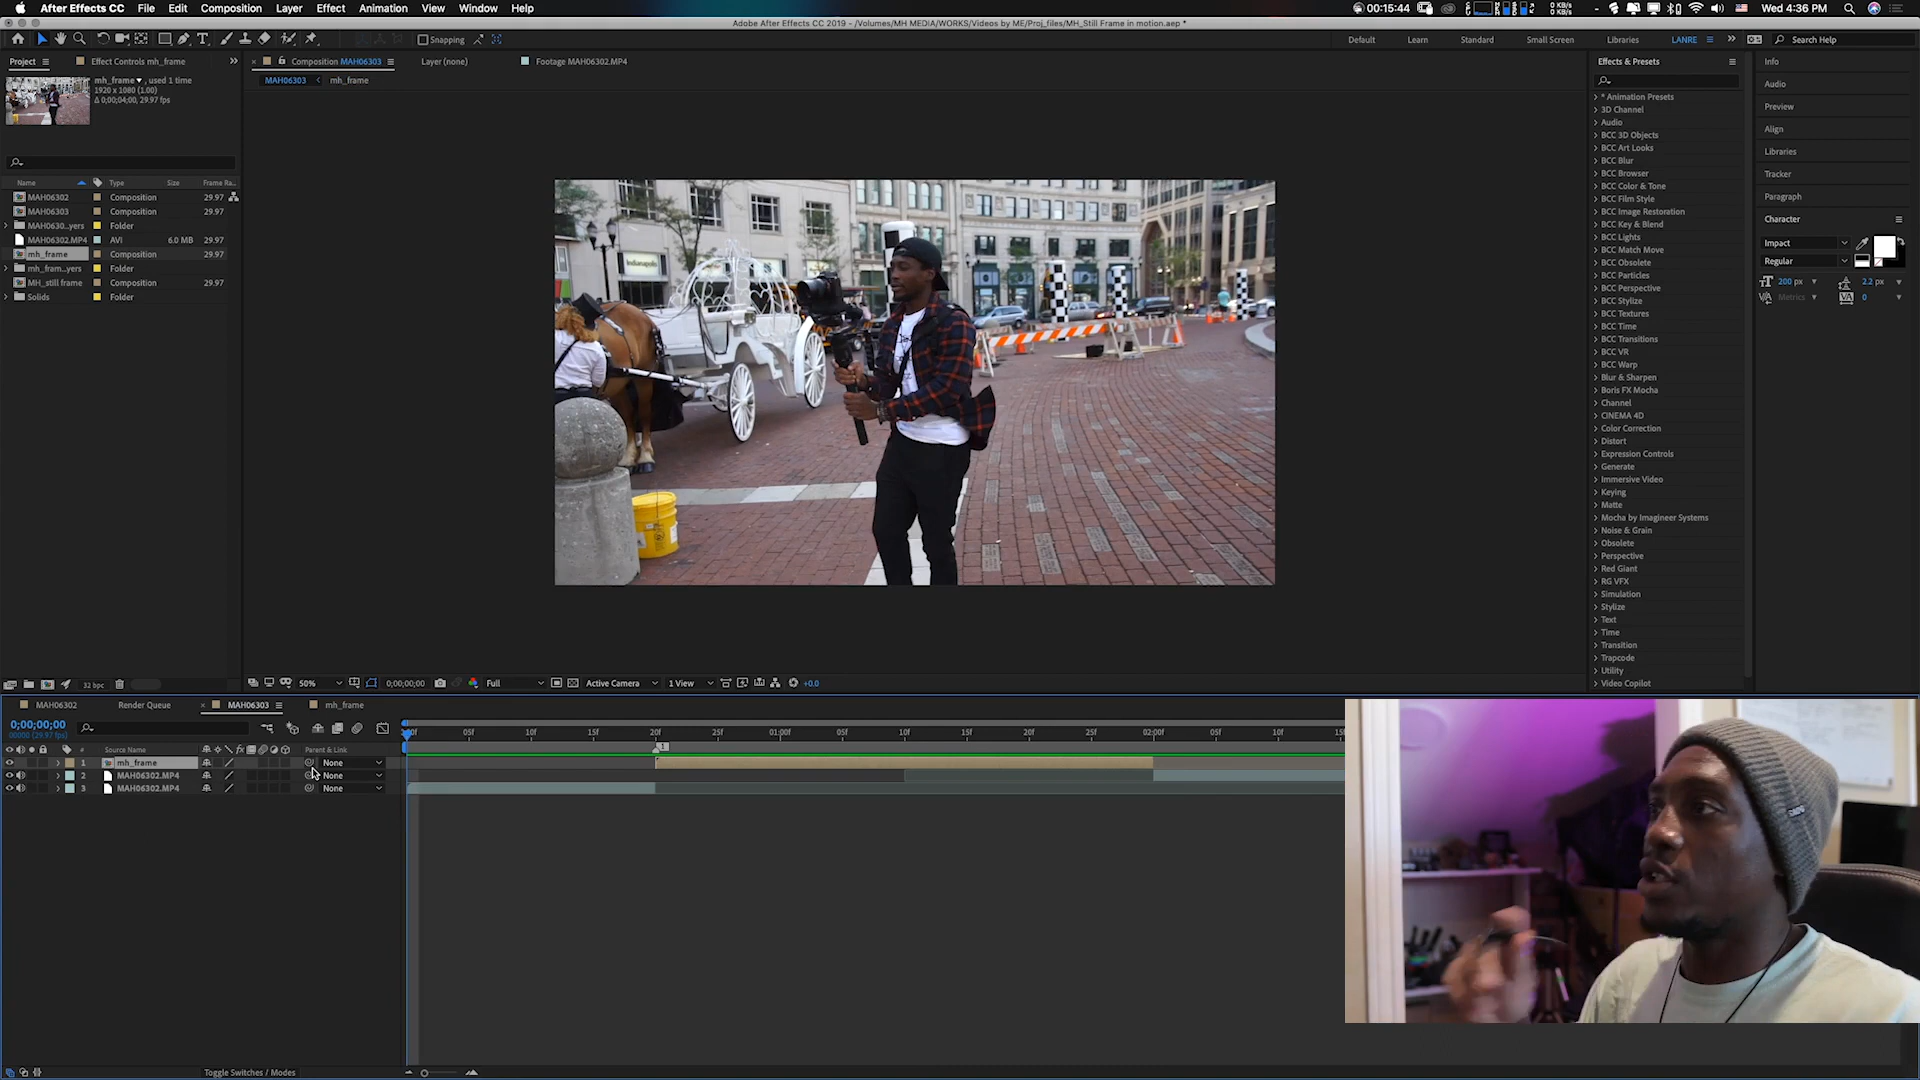 After Effects CC File Edit Composition Layer Effect Animation View Window Help
00:15:44 0 KB/s 0 KB/s Wed 4:36 PM
Adobe After Effects CC 2019 - /Volumes/MH MEDIA/WORKS/Videos by ME/Proj_files/MH_Still Frame in motion.aep *
Snapping Default Learn Standard Small Screen Libraries LANRE Search Help
Project Effect Controls mh_frame Composition MAH06303 Layer (none) Footage MAH06302.MP4 Effects & Presets Info
MAH06303 mh_frame
mh_frame , used 1 time
1920 x 1080 (1.00)
Δ 0;00;04;00, 29.97 fps
Name Type Size Frame Ra...
MAH06302 Composition 29.97
MAH06303 Composition 29.97
MAH0630...yers Folder
MAH06302.MP4 AVI 6.0 MB 29.97
mh_frame Composition 29.97
mh_fram...yers Folder
MH_still frame Composition 29.97
Solids Folder
Indianapolis
* Animation Presets
3D Channel
Audio
BCC 3D Objects
BCC Art Looks
BCC Blur
BCC Browser
BCC Color & Tone
BCC Film Style
BCC Image Restoration
BCC Key & Blend
BCC Lights
BCC Match Move
BCC Obsolete
BCC Particles
BCC Perspective
BCC Stylize
BCC Textures
BCC Time
BCC Transitions
BCC VR
BCC Warp
Blur & Sharpen
Boris FX Mocha
Channel
CINEMA 4D
Color Correction
Distort
Expression Controls
Generate
Immersive Video
Keying
Matte
Mocha by Imagineer Systems
Noise & Grain
Obsolete
Perspective
Red Giant
RG VFX
Simulation
Stylize
Text
Time
Transition
Trapcode
Utility
Video Copilot
Audio
Preview
Align
Libraries
Tracker
Paragraph
Character
Impact
Regular
200 px 2.2 px
Metrics 0
32 bpc 50% 0;00;00;00 Full Active Camera 1 View +0.0
MAH06302 Render Queue MAH06303 mh_frame
0;00;00;00
00000 (29.97 fps)
05f 10f 15f 20f 25f 01:00f 05f 10f 15f 20f 25f 02:00f 05f 10f 15
# Source Name Parent & Link 1
1 mh_frame None
2 MAH06302.MP4 None
3 MAH06302.MP4 None
Toggle Switches / Modes